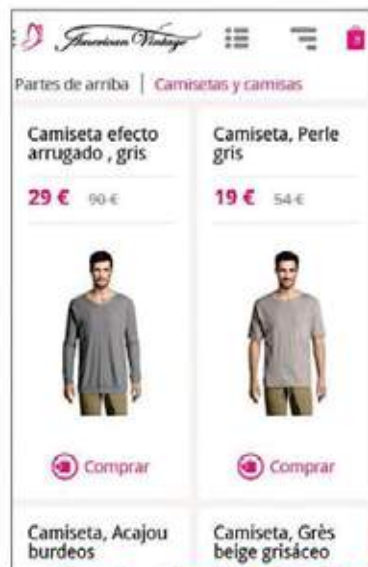 American Vintage
Partes de arriba | Camisetas y camisas
Camiseta efecto
arrugado , gris
29 € 90 €
Comprar
Camiseta, Perle
gris
19 € 54 €
Comprar
Camiseta, Acajou
burdeos
Camiseta, Grès
beige grisáceo